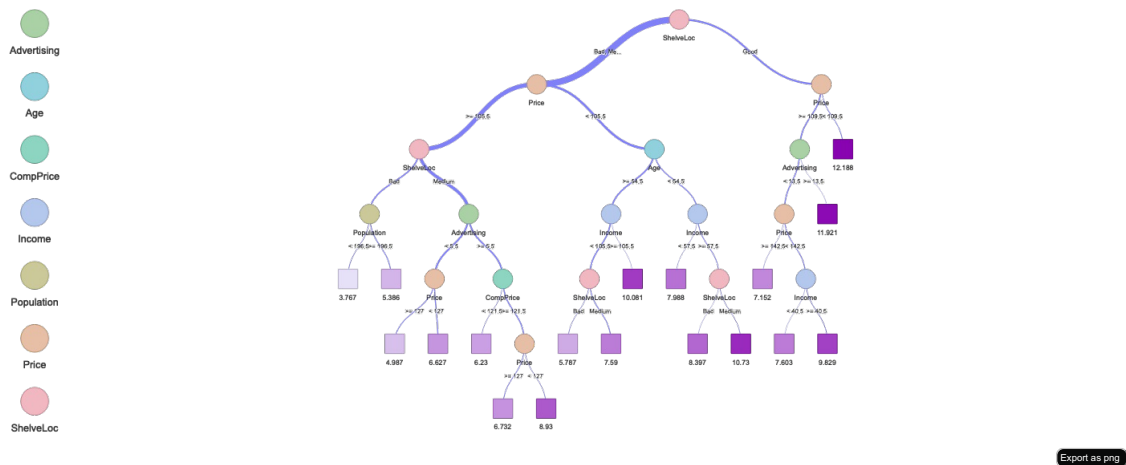 Advertising
Age
CompPrice
Income
Population
Price
ShelveLoc
ShelveLoc
Bad, Me...
Good
Price
Price
>= 105,5
< 105,5
>= 109,5
< 109,5
ShelveLoc
Age
Advertising
12.188
Bad
Medium
>= 54,5
< 54,5
< 13,5
>= 13,5
Population
Advertising
Income
Income
Price
11.921
< 196,5
>= 196,5
< 5,5
>= 5,5
< 105,5
>= 105,5
< 57,5
>= 57,5
>= 142,5
< 142,5
3.767
5.386
Price
CompPrice
ShelveLoc
10.081
7.988
ShelveLoc
7.152
Income
>= 127
< 127
< 121,5
>= 121,5
Bad
Medium
Bad
Medium
< 40,5
>= 40,5
4.987
6.627
6.23
Price
5.787
7.59
8.397
10.73
7.603
9.829
>= 127
< 127
6.732
8.93
Export as png